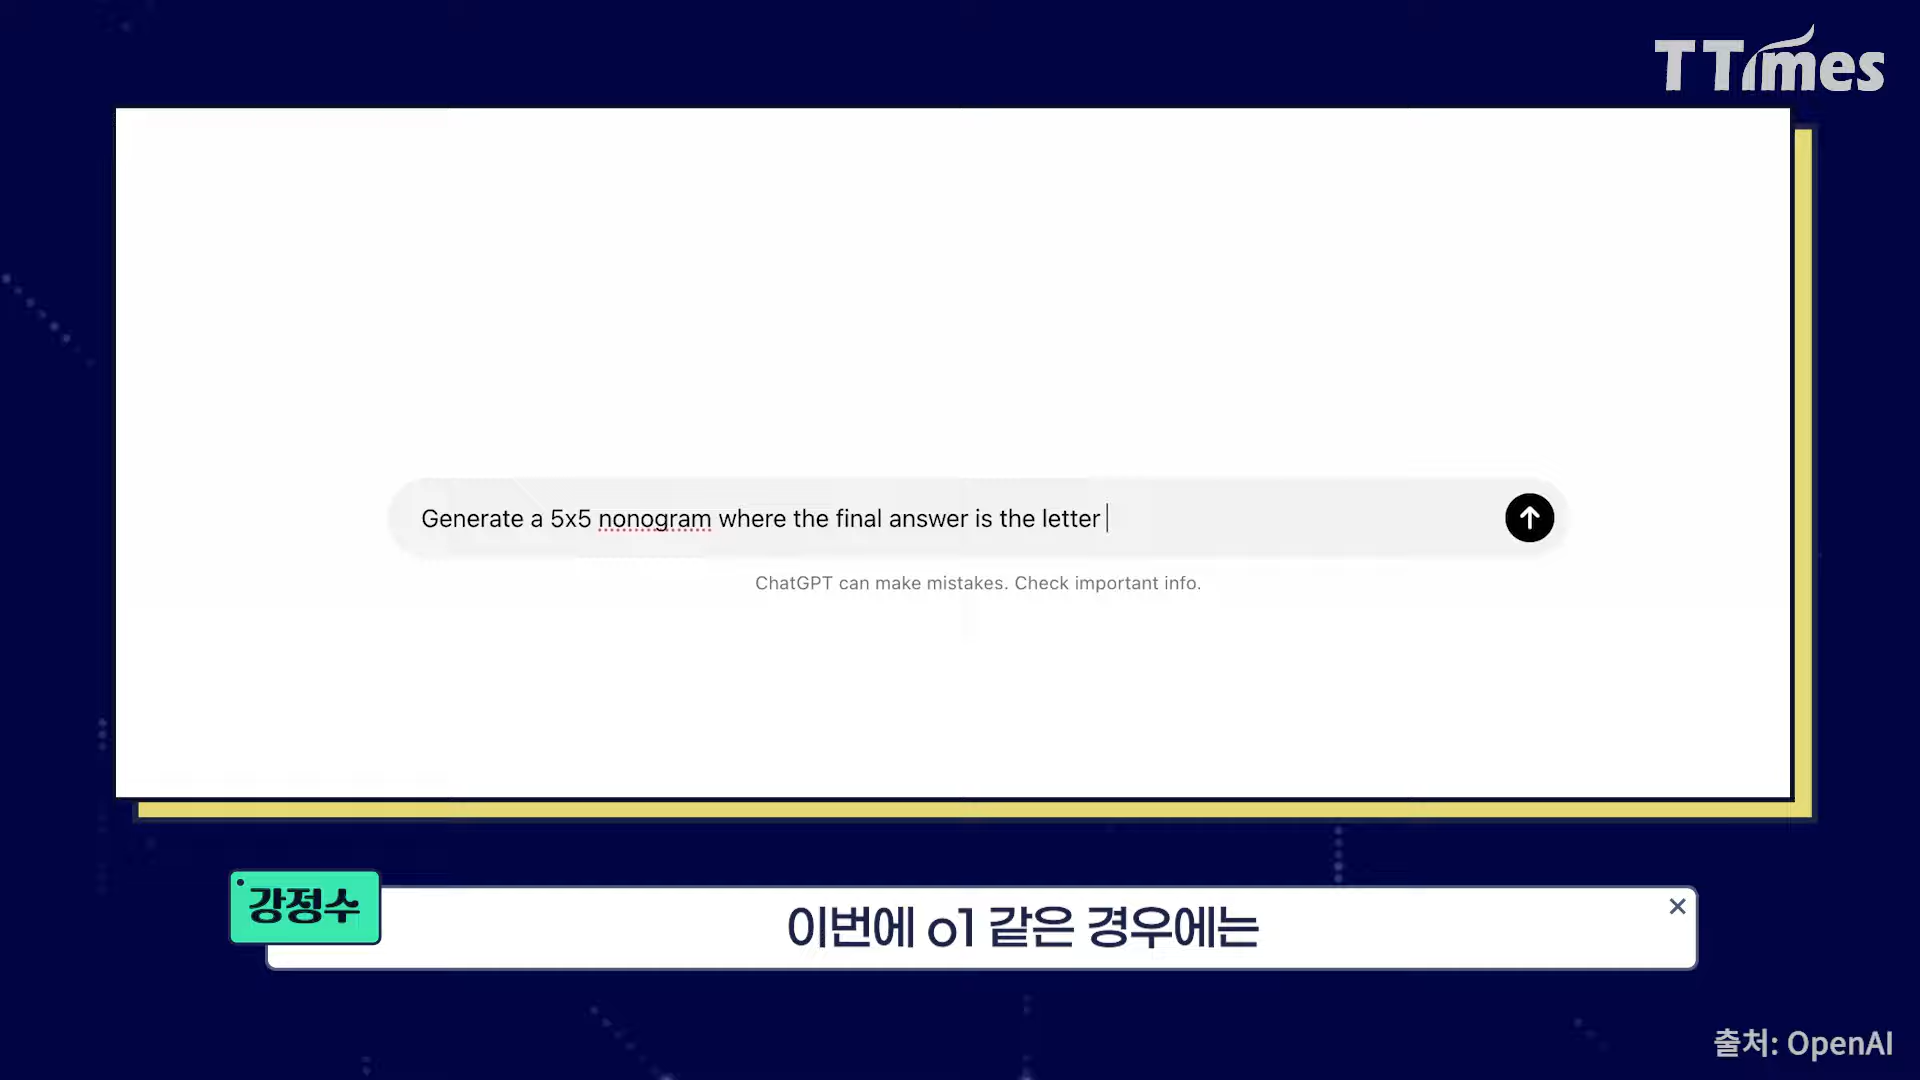 TTimes
Generate a 5x5 nonogram where the final answer is the letter
ChatGPT can make mistakes. Check important info.
강정수
이번에 o1 같은 경우에는
출처: OpenAI